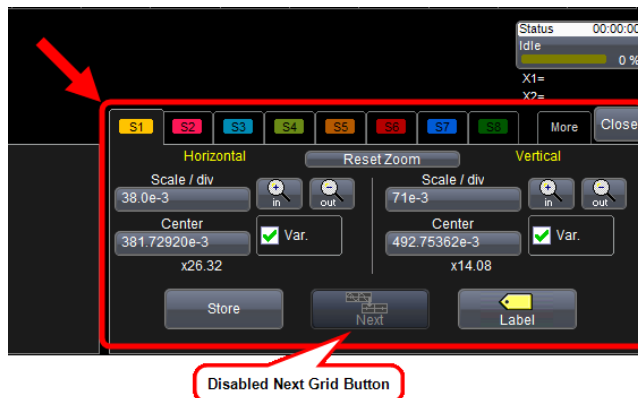 Status 00:00:00
Idle
0 %
X1=
X2=
S1 S2 S3 S4 S5 S6 S7 S8 More Close
Horizontal Reset Zoom Vertical
Scale / div Scale / div
38.0e-3 in out 71e-3 in out
Center Center
381.72920e-3 Var. 492.75362e-3 Var.
x26.32 x14.08
Store Next Label
Disabled Next Grid Button